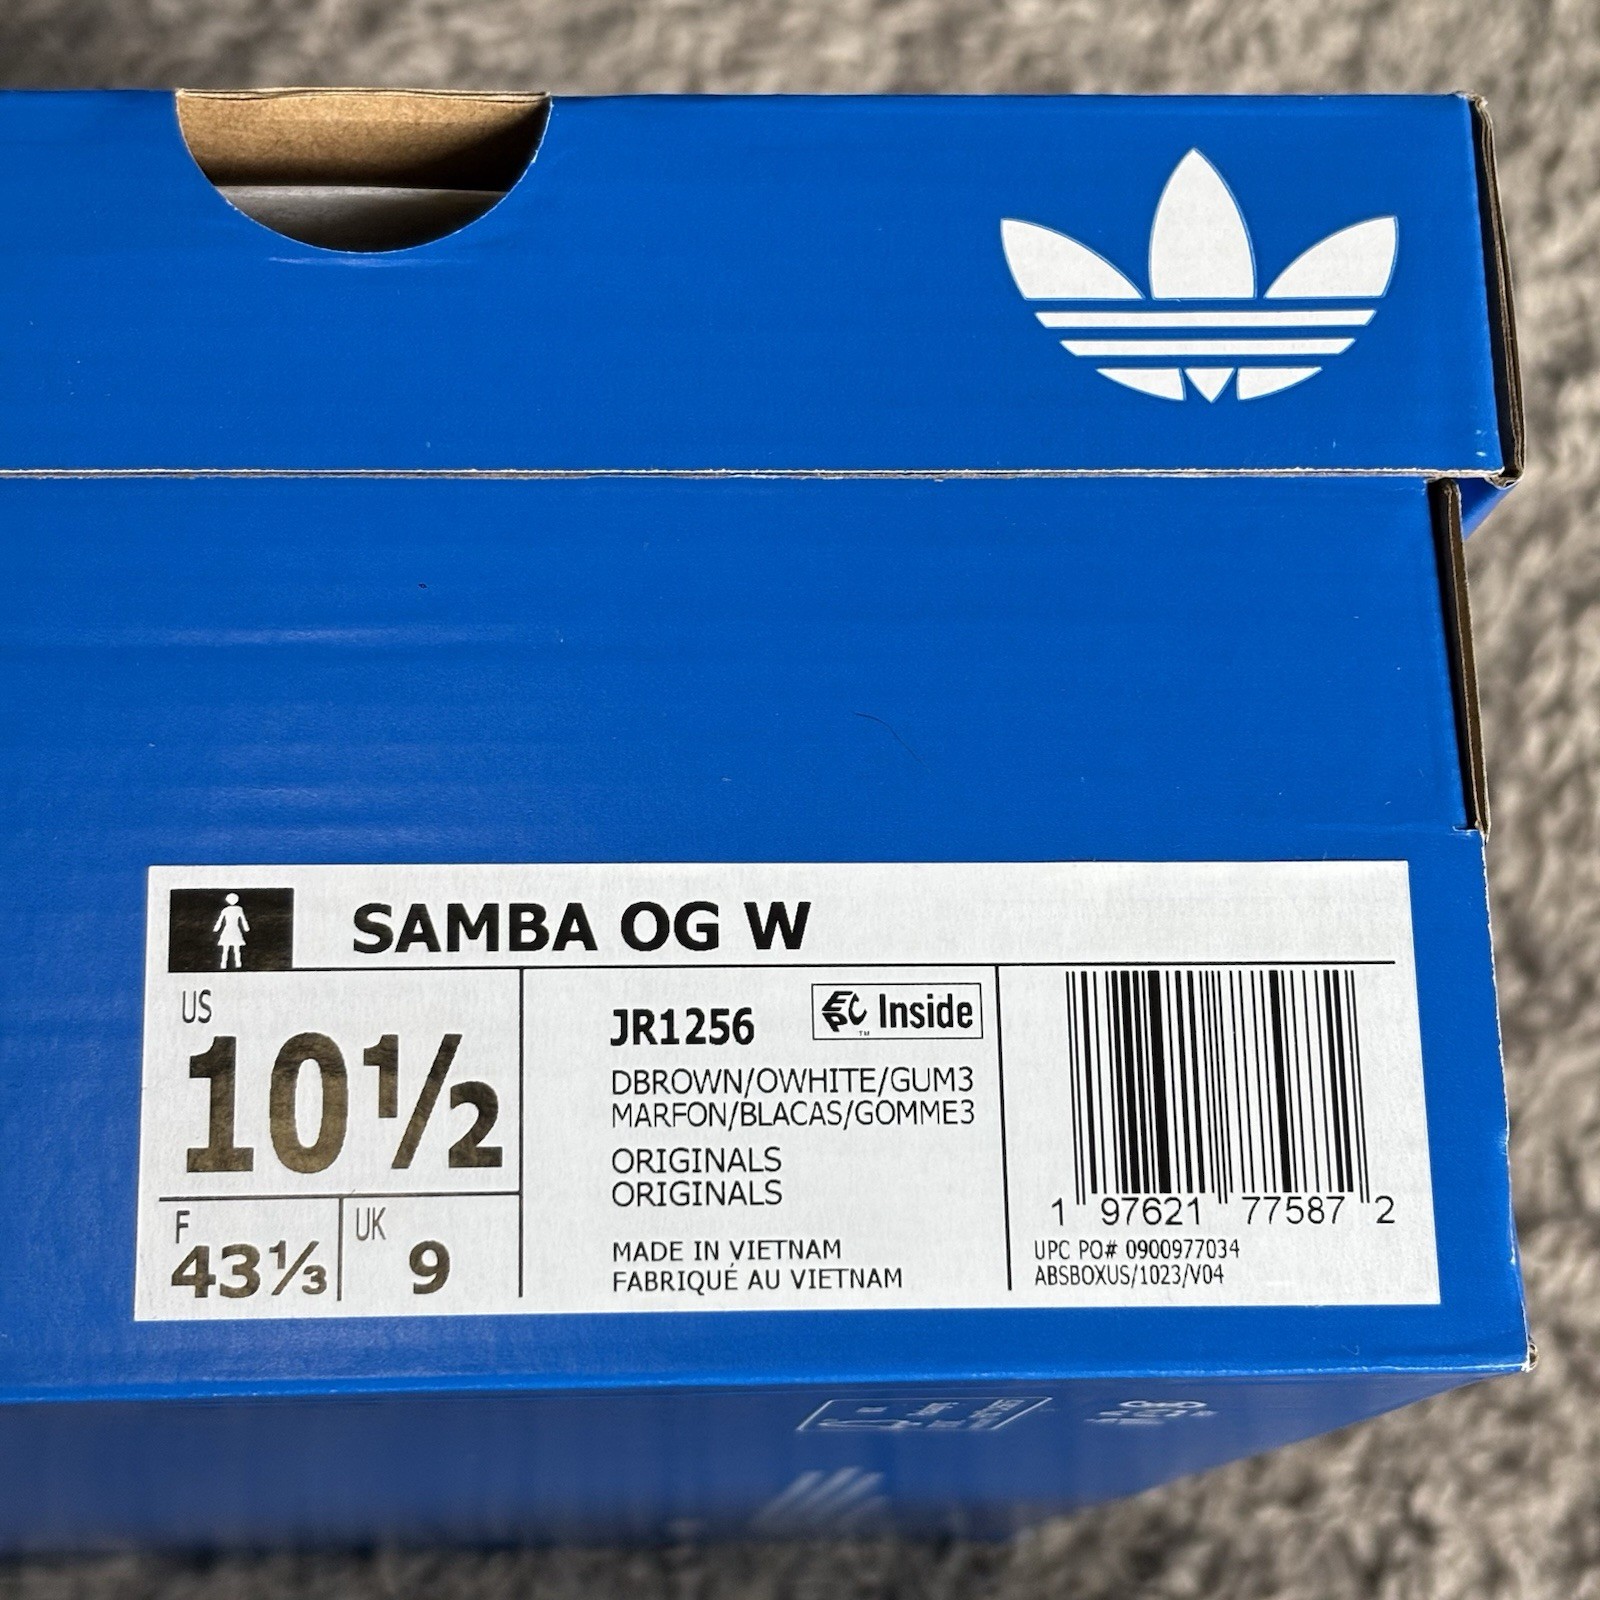 SAMBA OG W
US
10½
F
43⅓
UK
9
JR1256
EPC™ Inside
DBROWN/OWHITE/GUM3
MARFON/BLACAS/GOMME3
ORIGINALS
ORIGINALS
MADE IN VIETNAM
FABRIQUÉ AU VIETNAM
1 97621 77587 2
UPC PO# 0900977034
ABSBOXUS/1023/V04